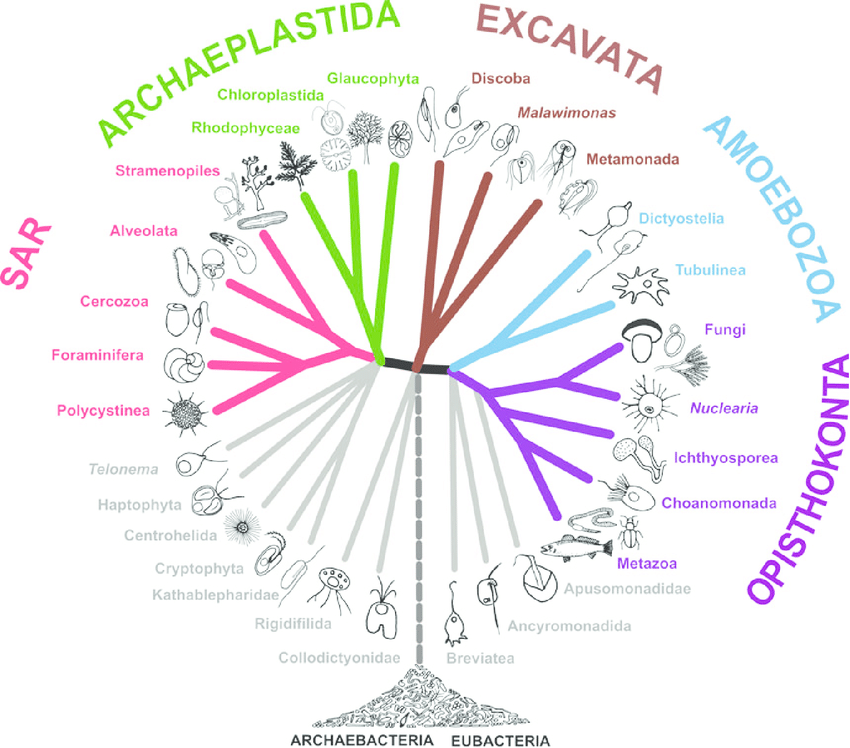 ARCHAEPLASTIDA
EXCAVATA
AMOEBOZOA
SAR
OPISTHOKONTA
Glaucophyta
Chloroplastida
Rhodophyceae
Stramenopiles
Alveolata
Cercozoa
Foraminifera
Polycystinea
Discoba
Malawimonas
Metamonada
Dictyostelia
Tubulinea
Fungi
Nuclearia
Ichthyosporea
Choanomonada
Metazoa
Telonema
Haptophyta
Centrohelida
Cryptophyta
Kathablepharidae
Rigidifilida
Collodictyonidae
Breviatea
Ancyromonadida
Apusomonadidae
ARCHAEBACTERIA EUBACTERIA